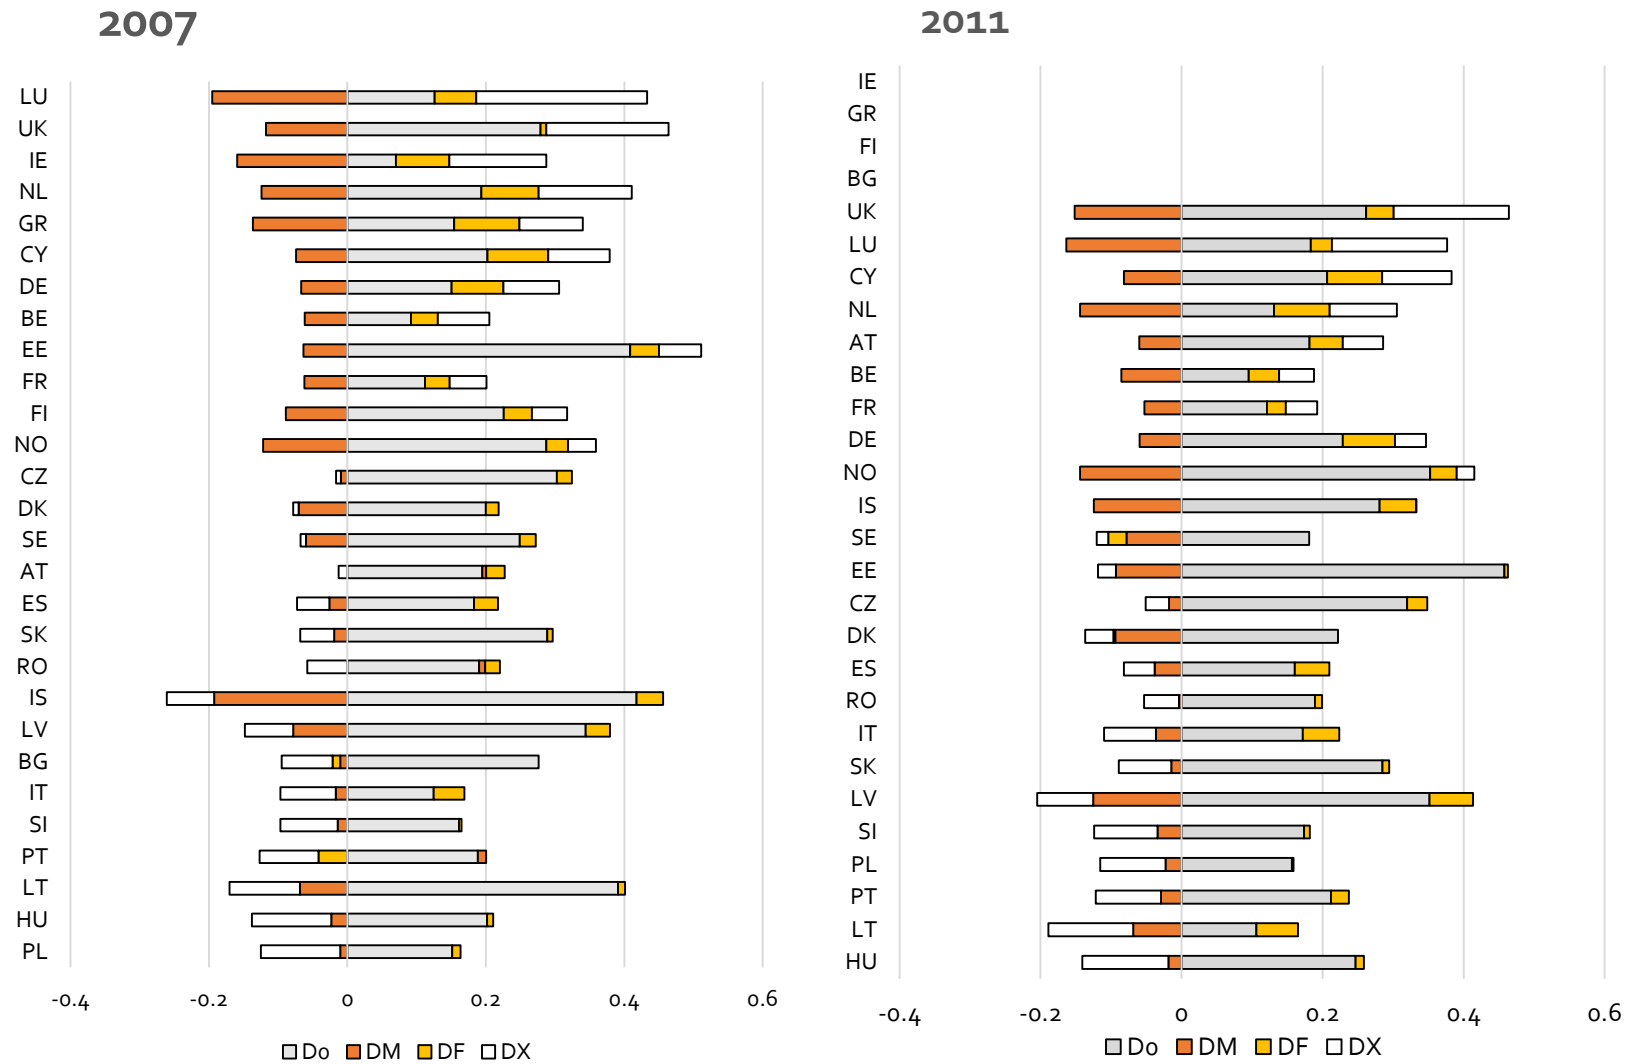 2007
LU
UK
IE
NL
GR
CY
DE
BE
EE
FR
FI
NO
CZ
DK
SE
AT
ES
SK
RO
IS
LV
BG
IT
SI
PT
LT
HU
PL
-0.4 -0.2 0 0.2 0.4 0.6
Do DM DF DX
2011
IE
GR
FI
BG
UK
LU
CY
NL
AT
BE
FR
DE
NO
IS
SE
EE
CZ
DK
ES
RO
IT
SK
LV
SI
PL
PT
LT
HU
-0.4 -0.2 0 0.2 0.4 0.6
Do DM DF DX